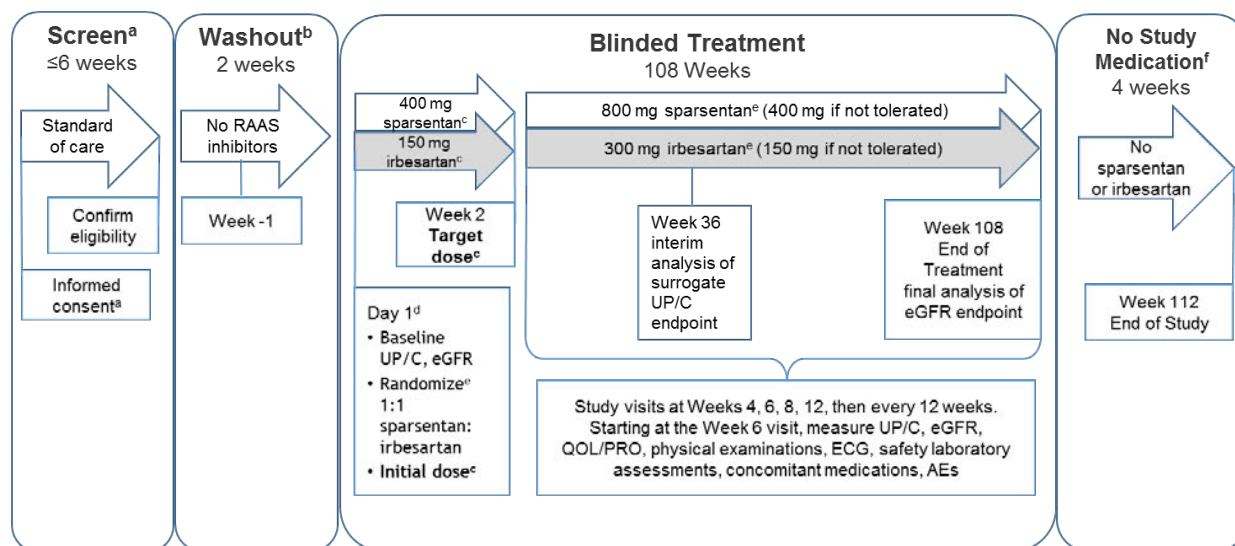 Screenᵃ
≤6 weeks
Standard
of care
Confirm
eligibility
Informed
consentᵃ
Washoutᵇ
2 weeks
No RAAS
inhibitors
Week -1
Blinded Treatment
108 Weeks
400 mg
sparsentanᶜ
150 mg
irbesartanᶜ
800 mg sparsentanᵉ (400 mg if not tolerated)
300 mg irbesartanᵉ (150 mg if not tolerated)
Week 2
Target
doseᶜ
Day 1ᵈ
• Baseline
UP/C, eGFR
• Randomizeᵉ
1:1
sparsentan:
irbesartan
• Initial doseᶜ
Week 36
interim
analysis of
surrogate
UP/C
endpoint
Week 108
End of
Treatment
final analysis of
eGFR endpoint
Study visits at Weeks 4, 6, 8, 12, then every 12 weeks.
Starting at the Week 6 visit, measure UP/C, eGFR,
QOL/PRO, physical examinations, ECG, safety laboratory
assessments, concomitant medications, AEs
No Study
Medicationᶠ
4 weeks
No
sparsentan
or irbesartan
Week 112
End of Study